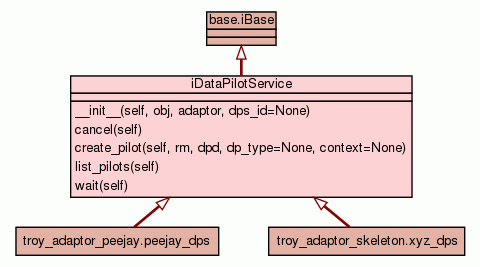 base.iBase
iDataPilotService
__init__(self, obj, adaptor, dps_id=None)
cancel(self)
create_pilot(self, rm, dpd, dp_type=None, context=None)
list_pilots(self)
wait(self)
troy_adaptor_peejay.peejay_dps
troy_adaptor_skeleton.xyz_dps